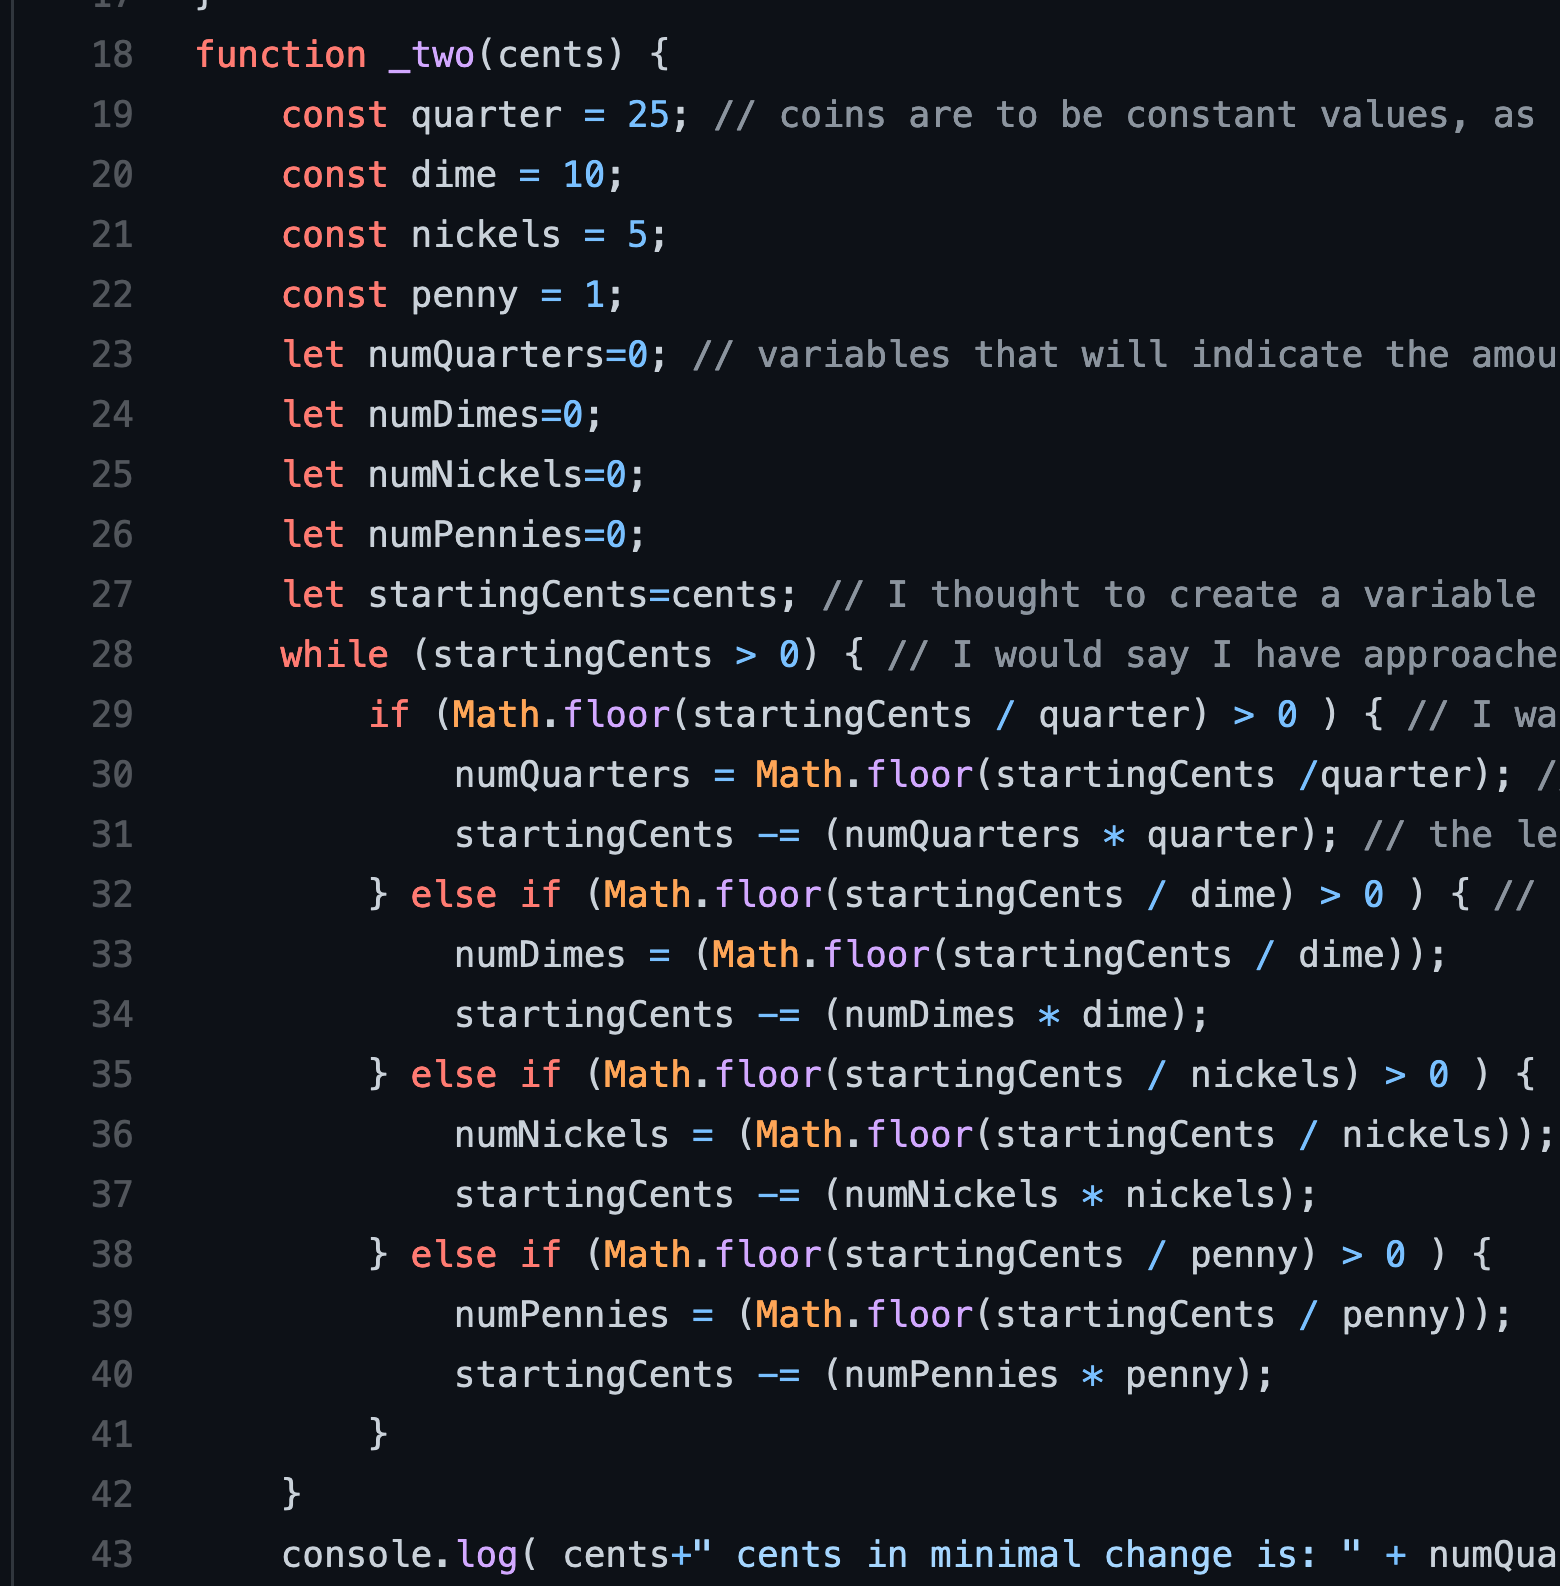 17 }
18 function _two(cents) {
19 const quarter = 25; // coins are to be constant values, as
20 const dime = 10;
21 const nickels = 5;
22 const penny = 1;
23 let numQuarters=0; // variables that will indicate the amou
24 let numDimes=0;
25 let numNickels=0;
26 let numPennies=0;
27 let startingCents=cents; // I thought to create a variable
28 while (startingCents > 0) { // I would say I have approache
29 if (Math.floor(startingCents / quarter) > 0 ) { // I wa
30 numQuarters = Math.floor(startingCents /quarter); /
31 startingCents -= (numQuarters * quarter); // the le
32 } else if (Math.floor(startingCents / dime) > 0 ) { //
33 numDimes = (Math.floor(startingCents / dime));
34 startingCents -= (numDimes * dime);
35 } else if (Math.floor(startingCents / nickels) > 0 ) {
36 numNickels = (Math.floor(startingCents / nickels));
37 startingCents -= (numNickels * nickels);
38 } else if (Math.floor(startingCents / penny) > 0 ) {
39 numPennies = (Math.floor(startingCents / penny));
40 startingCents -= (numPennies * penny);
41 }
42 }
43 console.log( cents+" cents in minimal change is: " + numQua